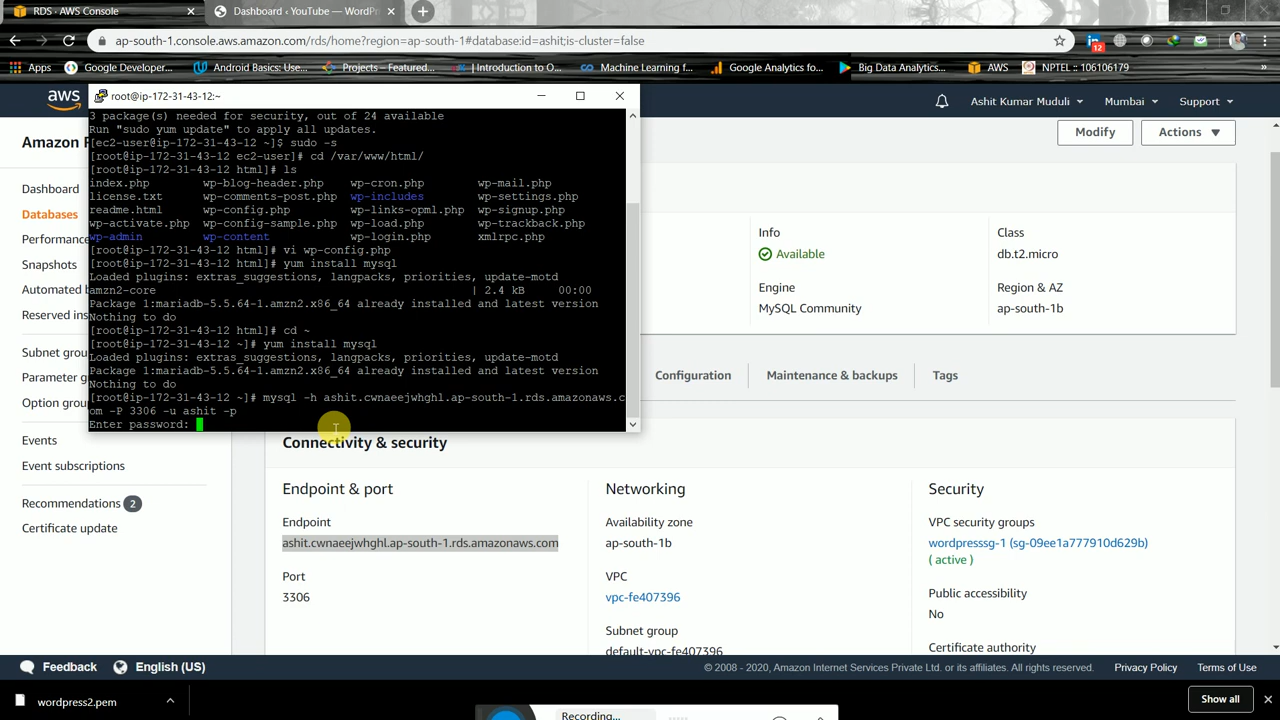 RDS · AWS Console
Dashboard ‹ YouTube — WordPr
ap-south-1.console.aws.amazon.com/rds/home?region=ap-south-1#database:id=ashit;is-cluster=false
12
Apps
Google Developer...
Android Basics: Use...
Projects – Featured...
| Introduction to O...
Machine Learning f...
Google Analytics fo...
Big Data Analytics...
AWS
NPTEL :: 106106179
»
aws
Ashit Kumar Muduli
Mumbai
Support
root@ip-172-31-43-12:~
3 package(s) needed for security, out of 24 available
Run "sudo yum update" to apply all updates.
[ec2-user@ip-172-31-43-12 ~]$ sudo -s
[root@ip-172-31-43-12 ec2-user]# cd /var/www/html/
[root@ip-172-31-43-12 html]# ls
index.php wp-blog-header.php wp-cron.php wp-mail.php
license.txt wp-comments-post.php wp-includes wp-settings.php
readme.html wp-config.php wp-links-opml.php wp-signup.php
wp-activate.php wp-config-sample.php wp-load.php wp-trackback.php
wp-admin wp-content wp-login.php xmlrpc.php
[root@ip-172-31-43-12 html]# vi wp-config.php
[root@ip-172-31-43-12 html]# yum install mysql
Loaded plugins: extras_suggestions, langpacks, priorities, update-motd
amzn2-core | 2.4 kB 00:00
Package 1:mariadb-5.5.64-1.amzn2.x86_64 already installed and latest version
Nothing to do
[root@ip-172-31-43-12 html]# cd ~
[root@ip-172-31-43-12 ~]# yum install mysql
Loaded plugins: extras_suggestions, langpacks, priorities, update-motd
Package 1:mariadb-5.5.64-1.amzn2.x86_64 already installed and latest version
Nothing to do
[root@ip-172-31-43-12 ~]# mysql -h ashit.cwnaeejwhghl.ap-south-1.rds.amazonaws.c
om -P 3306 -u ashit -p
Enter password:
Amazon R
Dashboard
Databases
Performanc
Snapshots
Automated b
Reserved ins
Subnet grou
Parameter g
Option grou
Events
Event subscriptions
Recommendations 2
Certificate update
Modify
Actions
Info
Available
Class
db.t2.micro
Engine
MySQL Community
Region & AZ
ap-south-1b
Configuration
Maintenance & backups
Tags
Connectivity & security
Endpoint & port
Endpoint
ashit.cwnaeejwhghl.ap-south-1.rds.amazonaws.com
Port
3306
Networking
Availability zone
ap-south-1b
VPC
vpc-fe407396
Subnet group
default-vpc-fe407396
Security
VPC security groups
wordpresssg-1 (sg-09ee1a777910d629b)
( active )
Public accessibility
No
Certificate authority
Feedback
English (US)
© 2008 - 2020, Amazon Internet Services Private Ltd. or its affiliates. All rights reserved.
Privacy Policy
Terms of Use
wordpress2.pem
Show all
Recording...